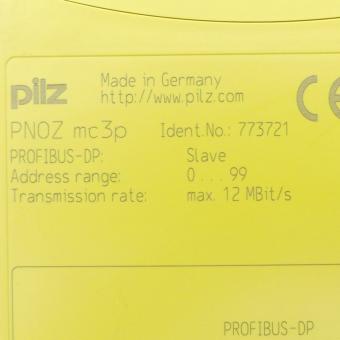 pilz Made in Germany
http://www.pilz.com
CE
PNOZ mc3p Ident.No.: 773721
PROFIBUS-DP: Slave
Address range: 0...99
Transmission rate: max. 12 MBit/s
PROFIBUS-DP